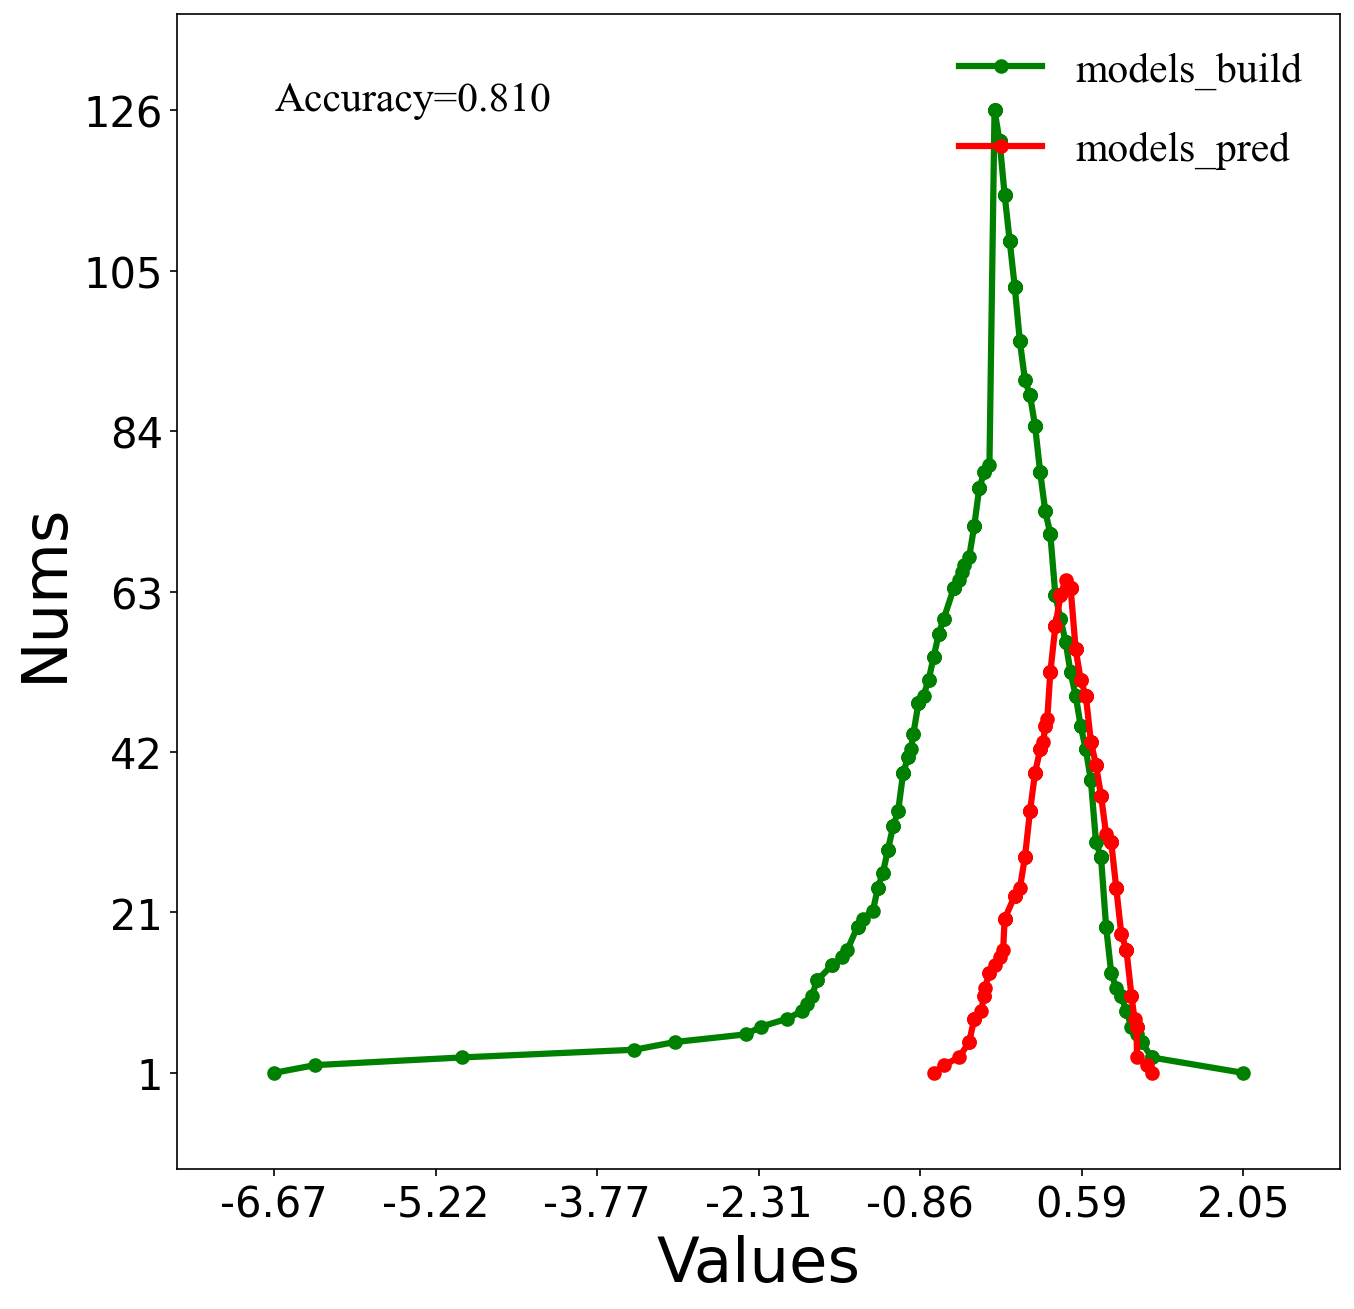 Accuracy=0.810
models_build
models_pred
126
105
84
63
42
21
1
Nums
-6.67 -5.22 -3.77 -2.31 -0.86 0.59 2.05
Values